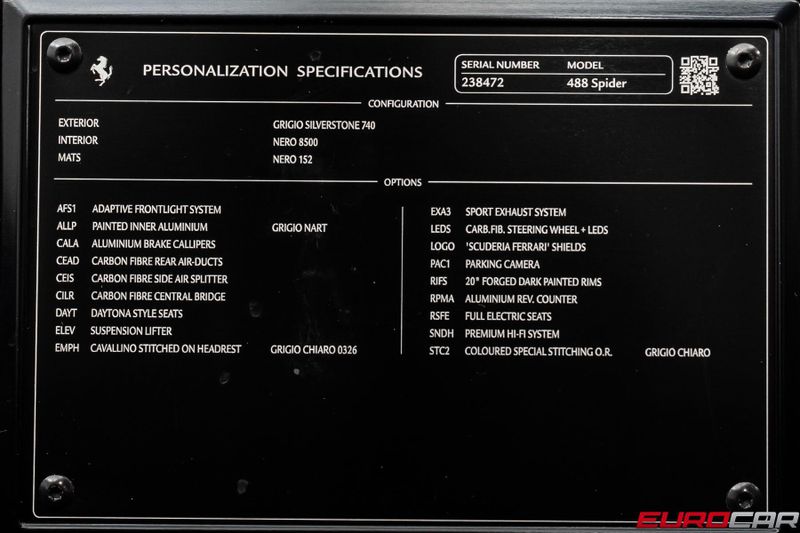 PERSONALIZATION SPECIFICATIONS
SERIAL NUMBER MODEL
238472 488 Spider
CONFIGURATION
EXTERIOR GRIGIO SILVERSTONE 740
INTERIOR NERO 8500
MATS NERO 152
OPTIONS
AFS1 ADAPTIVE FRONTLIGHT SYSTEM
ALLP PAINTED INNER ALUMINIUM GRIGIO NART
CALA ALUMINIUM BRAKE CALLIPERS
CEAD CARBON FIBRE REAR AIR-DUCTS
CEIS CARBON FIBRE SIDE AIR SPLITTER
CILR CARBON FIBRE CENTRAL BRIDGE
DAYT DAYTONA STYLE SEATS
ELEV SUSPENSION LIFTER
EMPH CAVALLINO STITCHED ON HEADREST GRIGIO CHIARO 0326
EXA3 SPORT EXHAUST SYSTEM
LEDS CARB.FIB. STEERING WHEEL + LEDS
LOGO 'SCUDERIA FERRARI' SHIELDS
PAC1 PARKING CAMERA
RIFS 20" FORGED DARK PAINTED RIMS
RPMA ALUMINIUM REV. COUNTER
RSFE FULL ELECTRIC SEATS
SNDH PREMIUM HI-FI SYSTEM
STC2 COLOURED SPECIAL STITCHING O.R. GRIGIO CHIARO
EUROCAR